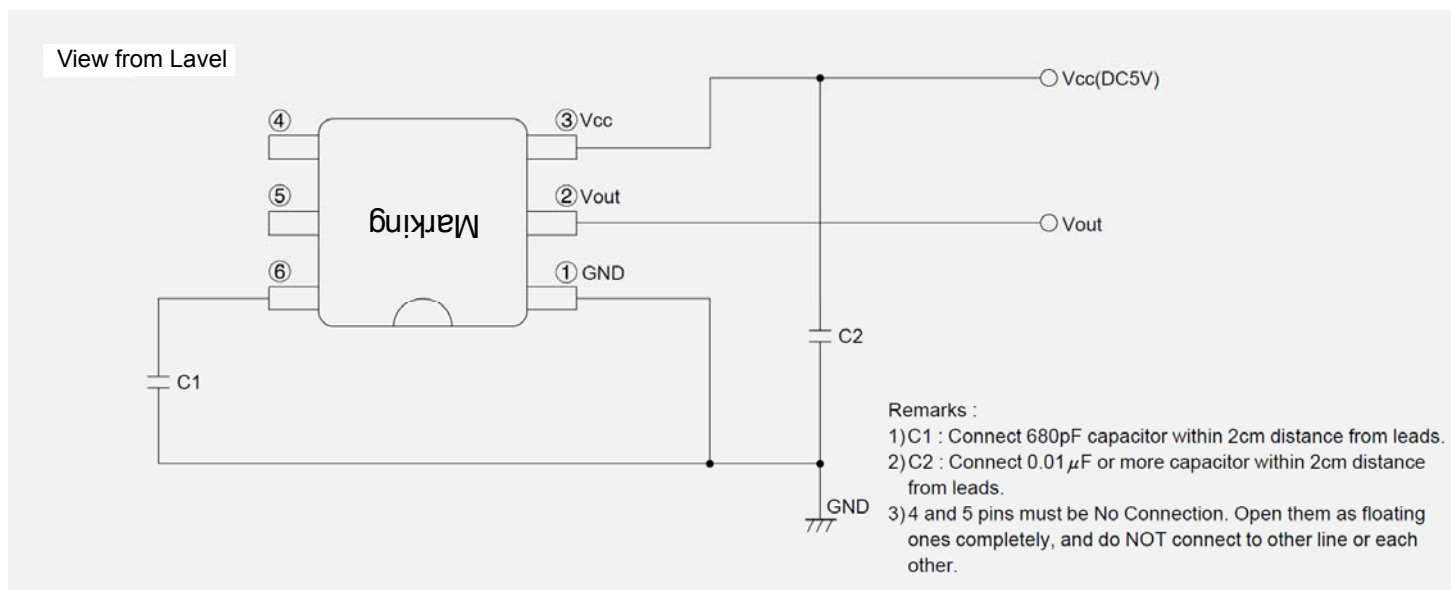 View from Lavel
④
③Vcc
Vcc(DC5V)
⑤
②Vout
Marking
Vout
⑥
①GND
C2
C1
Remarks :
1)C1 : Connect 680pF capacitor within 2cm distance from leads.
2)C2 : Connect 0.01μF or more capacitor within 2cm distance
from leads.
GND
3)4 and 5 pins must be No Connection. Open them as floating
ones completely, and do NOT connect to other line or each
other.